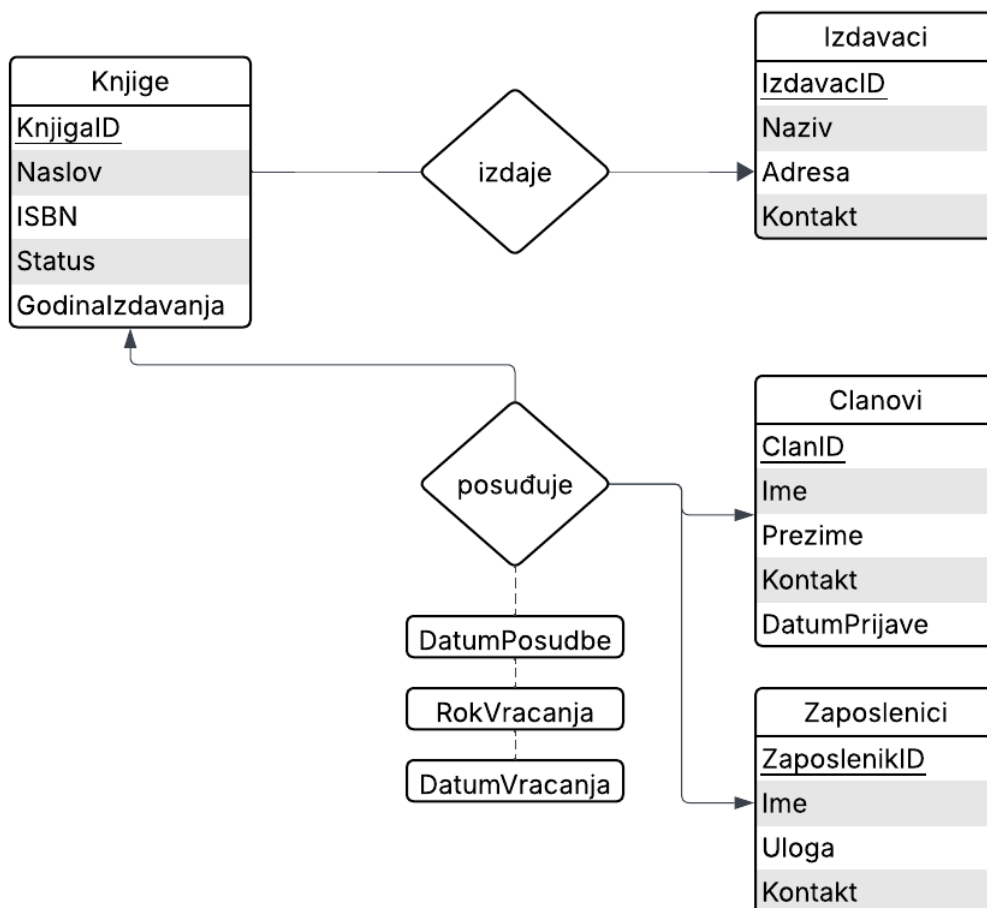 Knjige
KnjigaID
Naslov
ISBN
Status
GodinaIzdavanja
izdaje
Izdavaci
IzdavacID
Naziv
Adresa
Kontakt
posuđuje
DatumPosudbe
RokVracanja
DatumVracanja
Clanovi
ClanID
Ime
Prezime
Kontakt
DatumPrijave
Zaposlenici
ZaposlenikID
Ime
Uloga
Kontakt